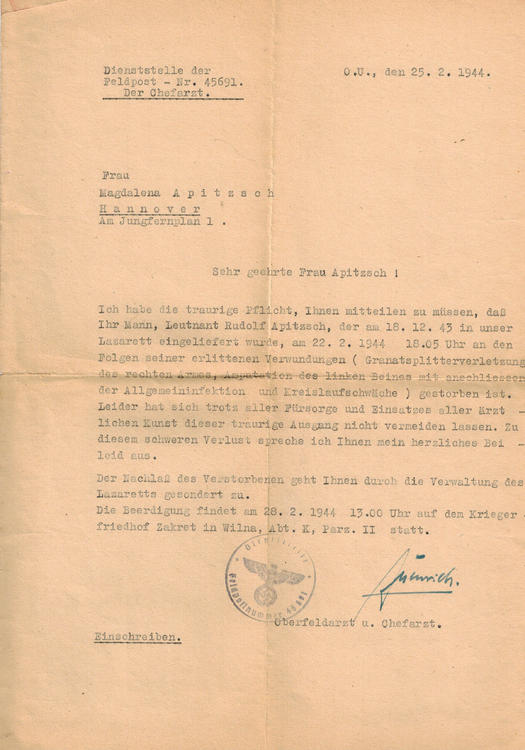 Dienststelle der
Feldpost - Nr. 45691.
Der Chefarzt.
O.U., den 25. 2. 1944.
Frau
Magdalena A p i t z s c h
H a n n o v e r
Am Jungfernplan 1 .
Sehr geehrte Frau Apitzsch !
Ich habe die traurige Pflicht, Ihnen mitteilen zu müssen, daß
Ihr Mann, Leutnant Rudolf Apitzsch, der am 18. 12. 43 in unser
Lazarett eingeliefert wurde, am 22. 2. 1944 18.05 Uhr an den
Folgen seiner erlittenen Verwundungen ( Granatsplitterverletzung
des rechten Armes, Amputation des linken Beines mit anschliessen
der Allgemeininfektion und Kreislaufschwäche ) gestorben ist.
Leider hat sich trotz aller Fürsorge und Einsatzes aller ärzt -
lichen Kunst dieser traurige Ausgang nicht vermeiden lassen. Zu
diesem schweren Verlust spreche ich Ihnen mein herzliches Bei -
leid aus.
Der Nachlaß des Verstorbenen geht Ihnen durch die Verwaltung des
Lazaretts gesondert zu.
Die Beerdigung findet am 28. 2. 1944 13.00 Uhr auf dem Krieger -
friedhof Zakret in Wilna, Abt. K, Parz. II statt.
Dienststelle
Feldpostnummer 45691
Oberfeldarzt u. Chefarzt.
Einschreiben.